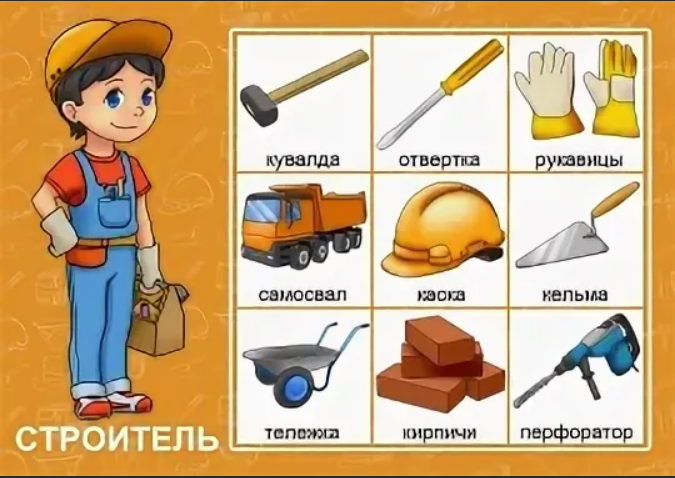 кувалда
отвертка
рукавицы
самосвал
каска
кельма
тележка
кирпичи
перфоратор
СТРОИТЕЛЬ